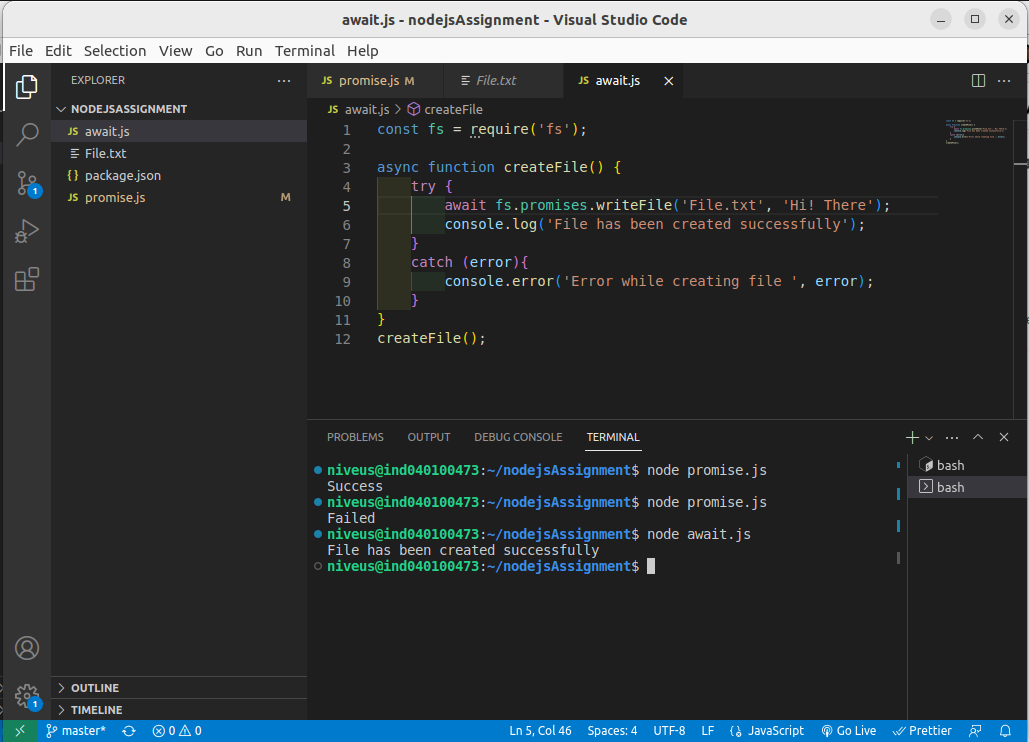 await.js - nodejsAssignment - Visual Studio Code
File Edit Selection View Go Run Terminal Help
EXPLORER
NODEJSASSIGNMENT
JS await.js
File.txt
{} package.json
JS promise.js M
OUTLINE
TIMELINE
1
1
JS promise.js M
File.txt
JS await.js
JS await.js > createFile
1 const fs = require('fs');
2
3 async function createFile() {
4 try {
5 await fs.promises.writeFile('File.txt', 'Hi! There');
6 console.log('File has been created successfully');
7 }
8 catch (error){
9 console.error('Error while creating file ', error);
10 }
11 }
12 createFile();
PROBLEMS OUTPUT DEBUG CONSOLE TERMINAL
niveus@ind040100473:~/nodejsAssignment$ node promise.js
Success
niveus@ind040100473:~/nodejsAssignment$ node promise.js
Failed
niveus@ind040100473:~/nodejsAssignment$ node await.js
File has been created successfully
niveus@ind040100473:~/nodejsAssignment$
bash
bash
master* 0 0 Ln 5, Col 46 Spaces: 4 UTF-8 LF {} JavaScript Go Live Prettier